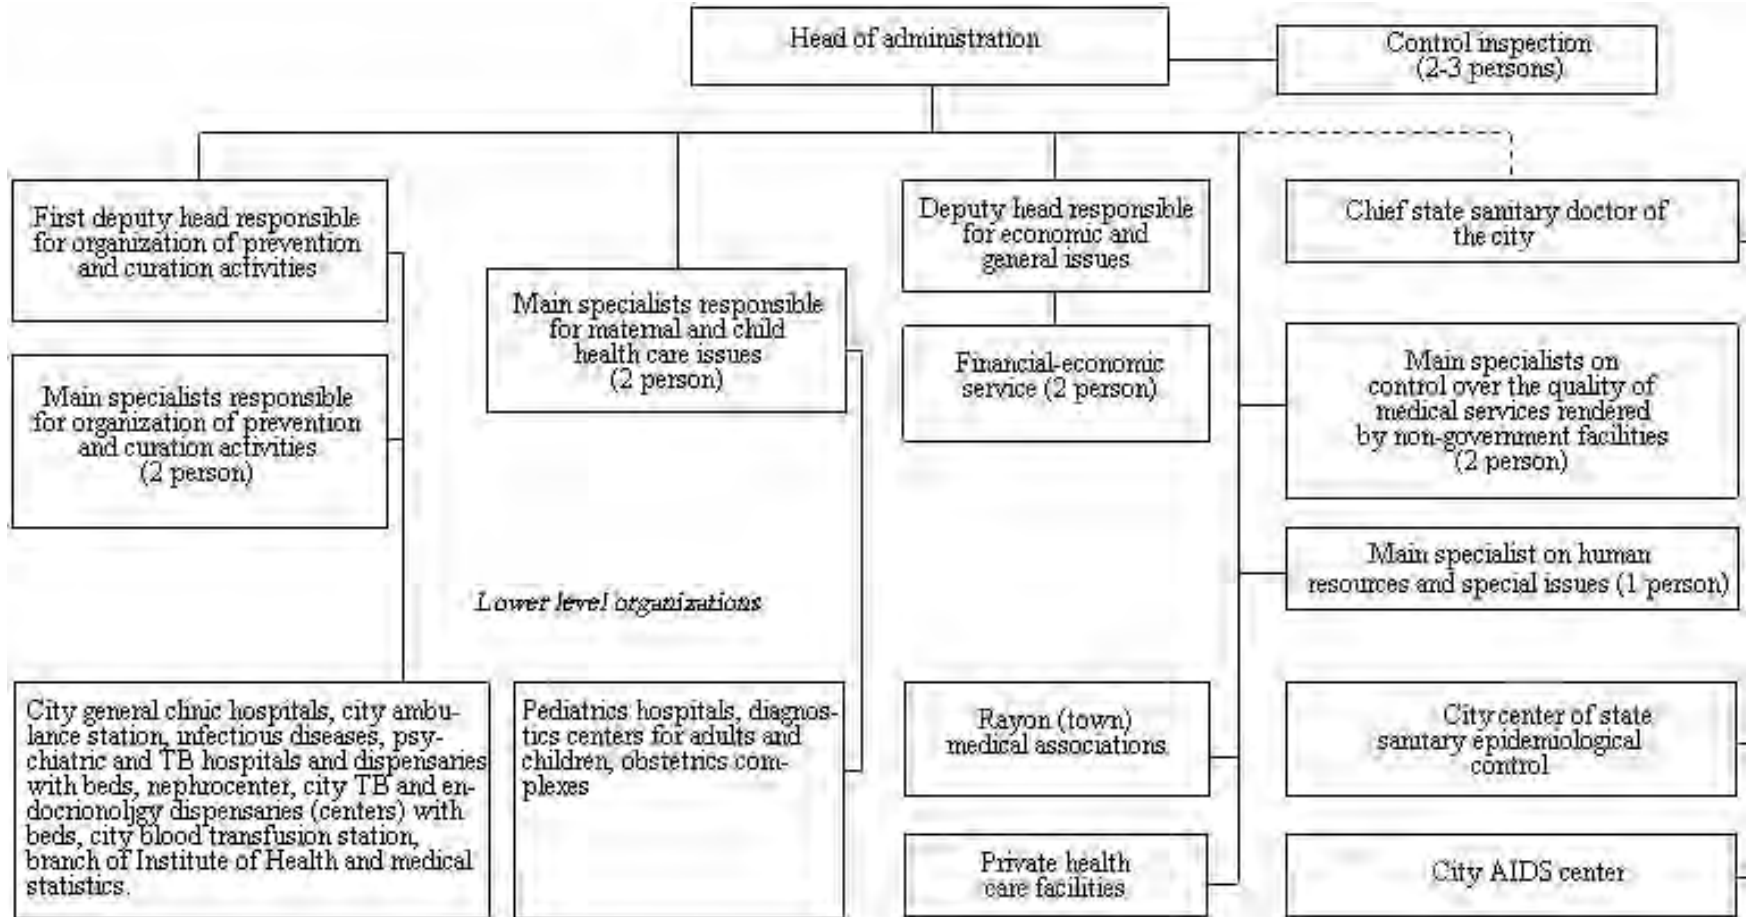 Head of administration
Control inspection
(2-3 persons)
First deputy head responsible
for organization of prevention
and curation activities
Main specialists responsible
for maternal and child
health care issues
(2 person)
Deputy head responsible
for economic and
general issues
Chief state sanitary doctor of
the city
Main specialists responsible
for organization of prevention
and curation activities
(2 person)
Financial-economic
service (2 person)
Main specialists on
control over the quality of
medical services rendered
by non-government facilities
(2 person)
Main specialist on human
resources and special issues (1 person)
Lower level organizations
City general clinic hospitals, city ambu-
lance station, infectious diseases, psy-
chiatric and TB hospitals and dispensaries
with beds, nephrocenter, city TB and en-
docrionoljgy dispensaries (centers) with
beds, city blood transfusion station,
branch of Institute of Health and medical
statistics.
Pediatrics hospitals, diagnos-
tics centers for adults and
children, obstetrics com-
plexes
Rayon (town)
medical associations
City center of state
sanitary epidemiological
control
Private health
care facilities
City AIDS center